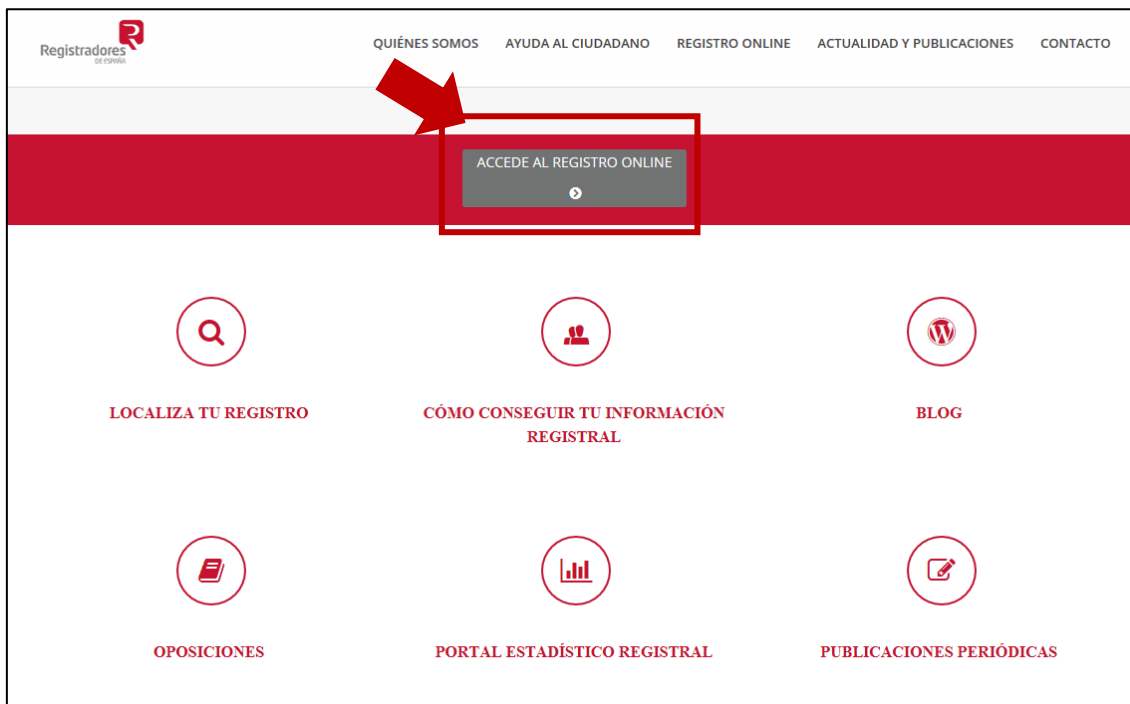 Registradores
DE ESPAÑA
QUIÉNES SOMOS AYUDA AL CIUDADANO REGISTRO ONLINE ACTUALIDAD Y PUBLICACIONES CONTACTO
ACCEDE AL REGISTRO ONLINE
LOCALIZA TU REGISTRO
CÓMO CONSEGUIR TU INFORMACIÓN
REGISTRAL
BLOG
OPOSICIONES
PORTAL ESTADÍSTICO REGISTRAL
PUBLICACIONES PERIÓDICAS